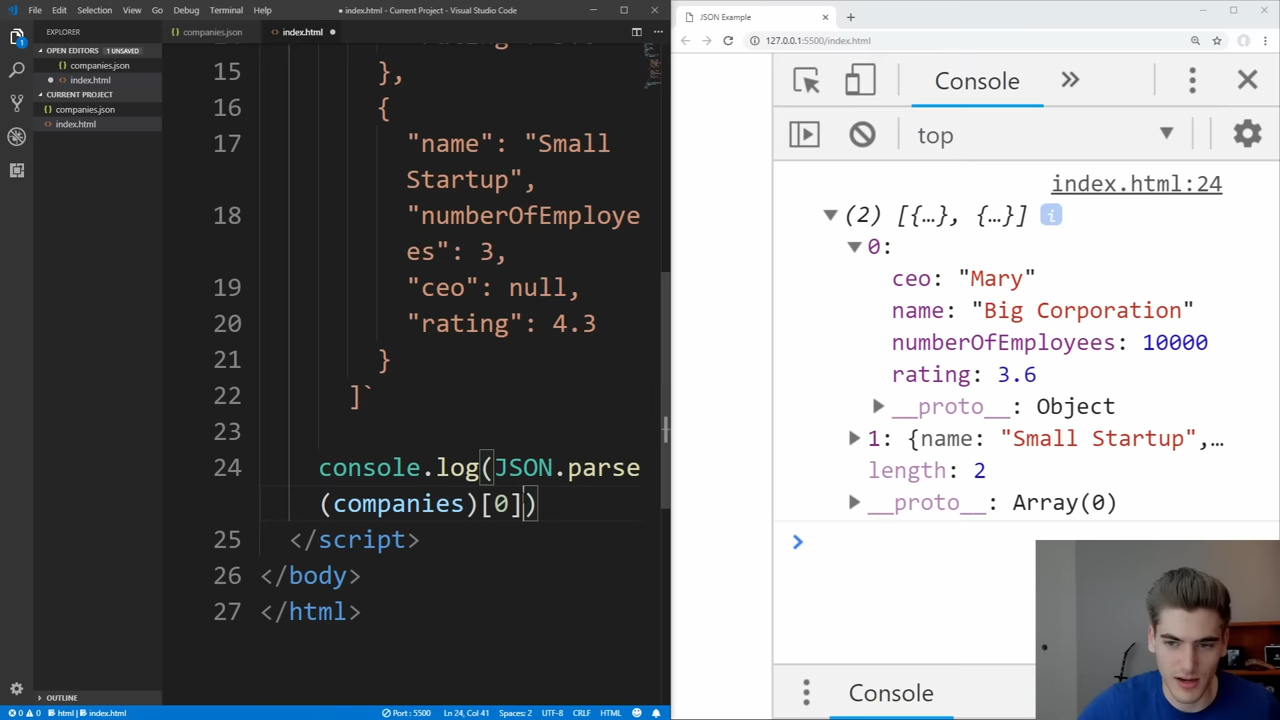 File Edit Selection View Go Debug Terminal Help
● index.html - Current Project - Visual Studio Code
EXPLORER
OPEN EDITORS 1 UNSAVED
{} companies.json
● <> index.html
CURRENT PROJECT
{} companies.json
<> index.html
OUTLINE
{} companies.json
<> index.html ●
15 },
16 {
17 "name": "Small
Startup",
18 "numberOfEmploye
es": 3,
19 "ceo": null,
20 "rating": 4.3
21 }
22 ]`
23
24 console.log(JSON.parse
(companies)[0])
25 </script>
26 </body>
27 </html>
0 0 html | index.html
Port : 5500 Ln 24, Col 41 Spaces: 2 UTF-8 CRLF HTML
JSON Example
127.0.0.1:5500/index.html
Console
top
index.html:24
(2) [{…}, {…}] i
0:
ceo: "Mary"
name: "Big Corporation"
numberOfEmployees: 10000
rating: 3.6
__proto__: Object
1: {name: "Small Startup",…
length: 2
__proto__: Array(0)
Console